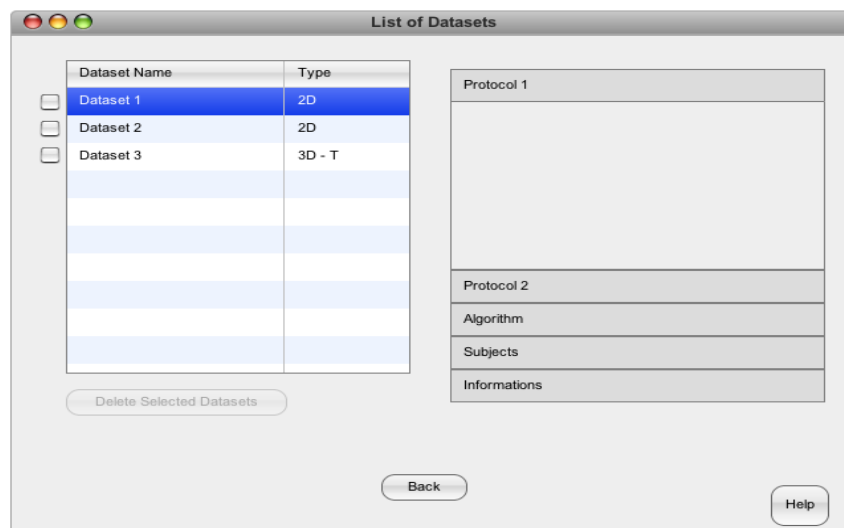 List of Datasets
Dataset Name Type
Dataset 1 2D
Dataset 2 2D
Dataset 3 3D - T
Delete Selected Datasets
Protocol 1
Protocol 2
Algorithm
Subjects
Informations
Back
Help